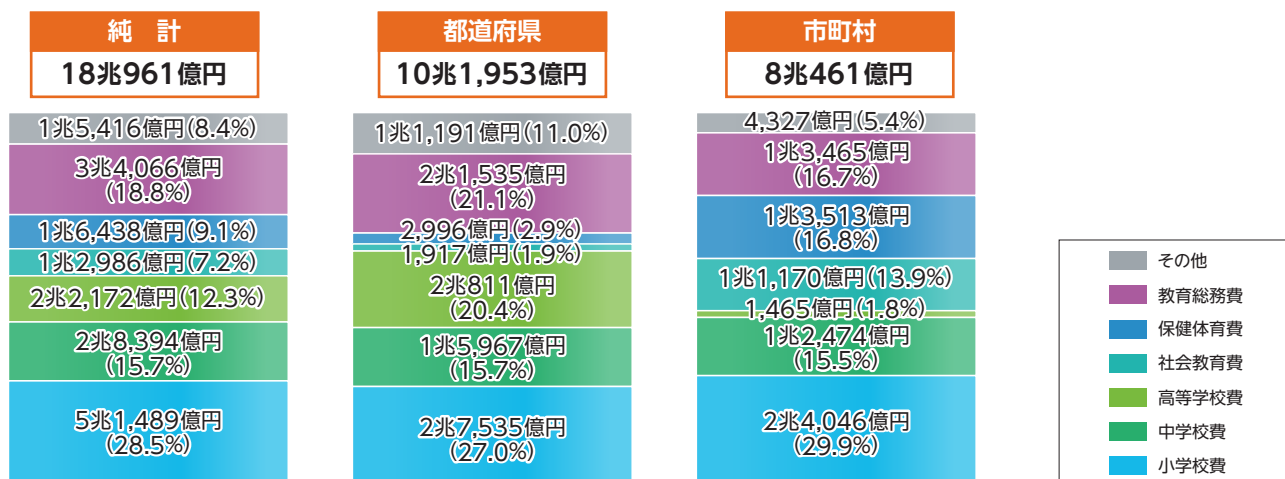 純 計
18兆961億円
1兆5,416億円(8.4%)
3兆4,066億円
(18.8%)
1兆6,438億円(9.1%)
1兆2,986億円(7.2%)
2兆2,172億円(12.3%)
2兆8,394億円
(15.7%)
5兆1,489億円
(28.5%)
都道府県
10兆1,953億円
1兆1,191億円(11.0%)
2兆1,535億円
(21.1%)
2,996億円(2.9%)
1,917億円(1.9%)
2兆811億円
(20.4%)
1兆5,967億円
(15.7%)
2兆7,535億円
(27.0%)
市町村
8兆461億円
4,327億円(5.4%)
1兆3,465億円
(16.7%)
1兆3,513億円
(16.8%)
1兆1,170億円(13.9%)
1,465億円(1.8%)
1兆2,474億円
(15.5%)
2兆4,046億円
(29.9%)
その他
教育総務費
保健体育費
社会教育費
高等学校費
中学校費
小学校費